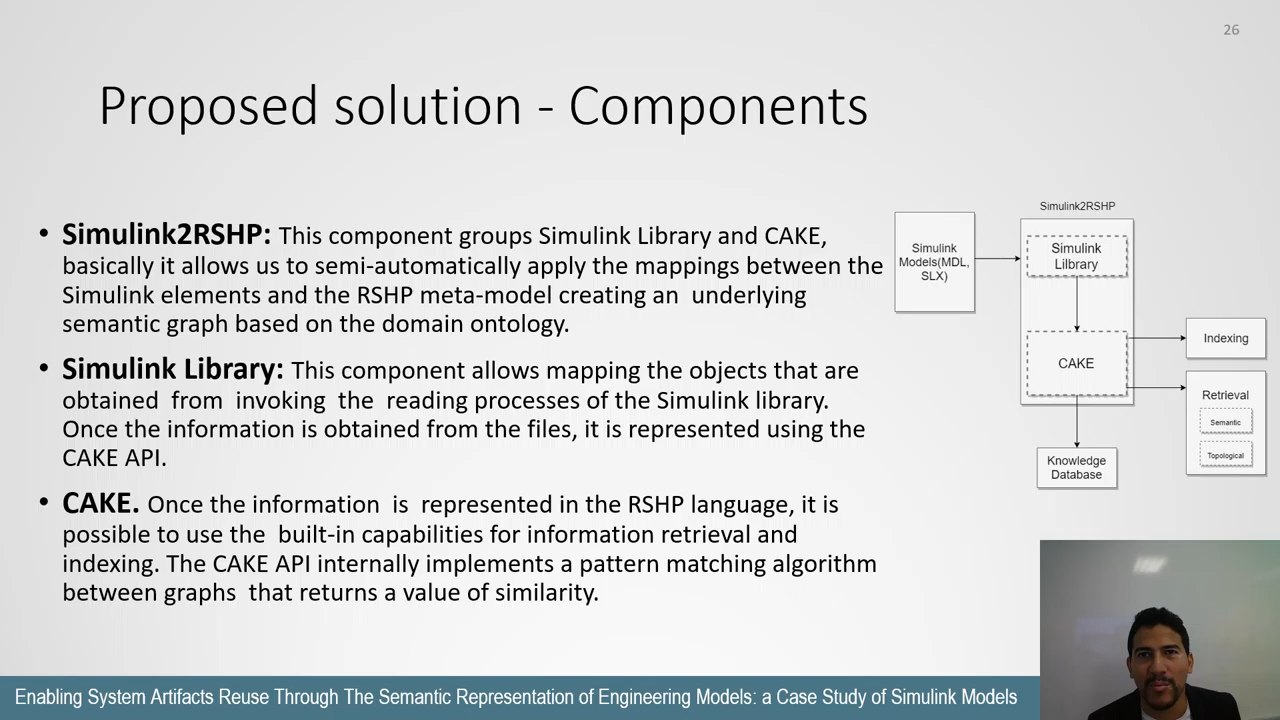 26
Proposed solution - Components
• Simulink2RSHP: This component groups Simulink Library and CAKE,
basically it allows us to semi-automatically apply the mappings between the
Simulink elements and the RSHP meta-model creating an underlying
semantic graph based on the domain ontology.
• Simulink Library: This component allows mapping the objects that are
obtained from invoking the reading processes of the Simulink library.
Once the information is obtained from the files, it is represented using the
CAKE API.
• CAKE. Once the information is represented in the RSHP language, it is
possible to use the built-in capabilities for information retrieval and
indexing. The CAKE API internally implements a pattern matching algorithm
between graphs that returns a value of similarity.
Simulink2RSHP
Simulink
Models(MDL,
SLX)
Simulink
Lilbrary
CAKE
Indexing
Retrieval
Semantic
Topological
Knowledge
Database
Enabling System Artifacts Reuse Through The Semantic Representation of Engineering Models: a Case Study of Simulink Models